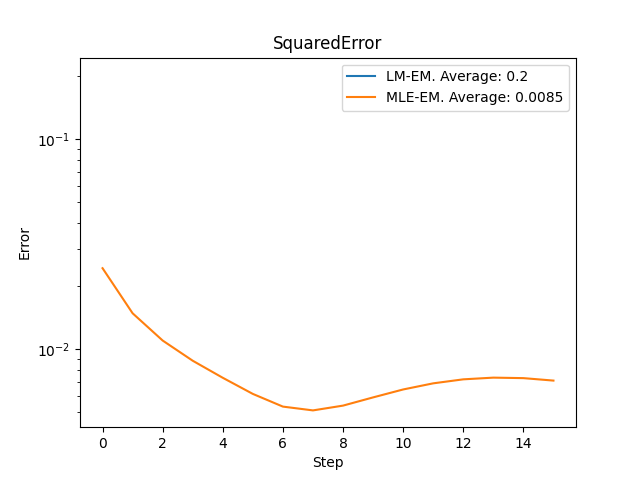 SquaredError
LM-EM. Average: 0.2
MLE-EM. Average: 0.0085
10⁻¹
10⁻²
Error
0 2 4 6 8 10 12 14
Step